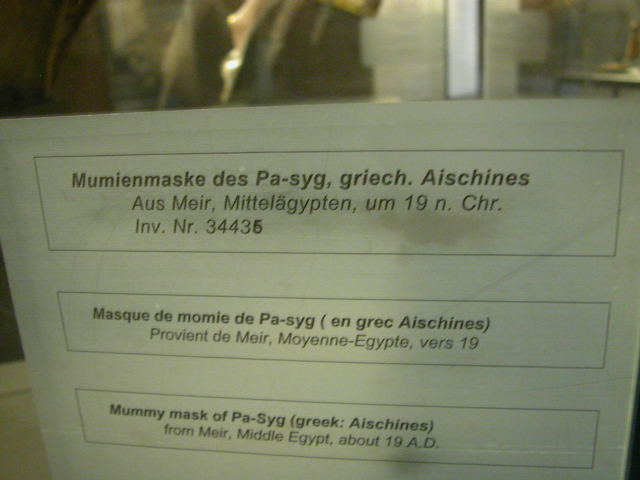 Mumienmaske des Pa-syg, griech. Aischines
Aus Meir, Mittelägypten, um 19 n. Chr.
Inv. Nr. 34435
Masque de momie de Pa-syg ( en grec Aischines)
Provient de Meir, Moyenne-Egypte, vers 19
Mummy mask of Pa-Syg (greek: Aischines)
from Meir, Middle Egypt, about 19 A.D.